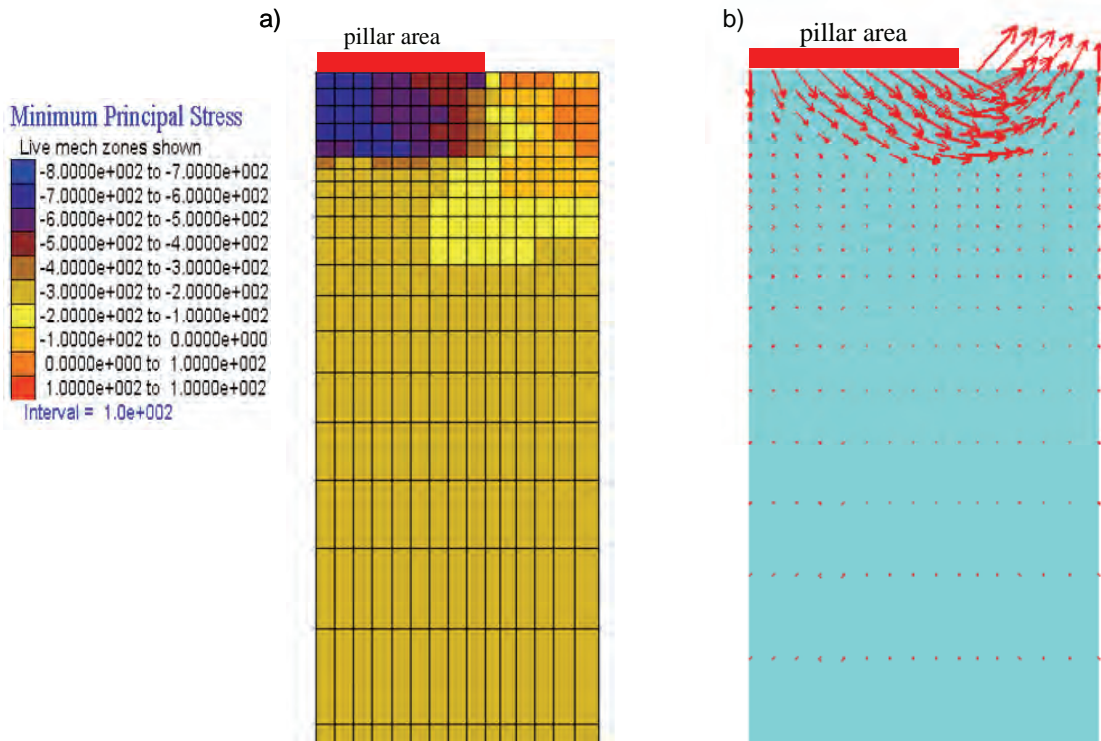 a)
pillar area
b)
pillar area
Minimum Principal Stress
Live mech zones shown
-8.0000e+002 to -7.0000e+002
-7.0000e+002 to -6.0000e+002
-6.0000e+002 to -5.0000e+002
-5.0000e+002 to -4.0000e+002
-4.0000e+002 to -3.0000e+002
-3.0000e+002 to -2.0000e+002
-2.0000e+002 to -1.0000e+002
-1.0000e+002 to 0.0000e+000
0.0000e+000 to 1.0000e+002
1.0000e+002 to 1.0000e+002
Interval = 1.0e+002